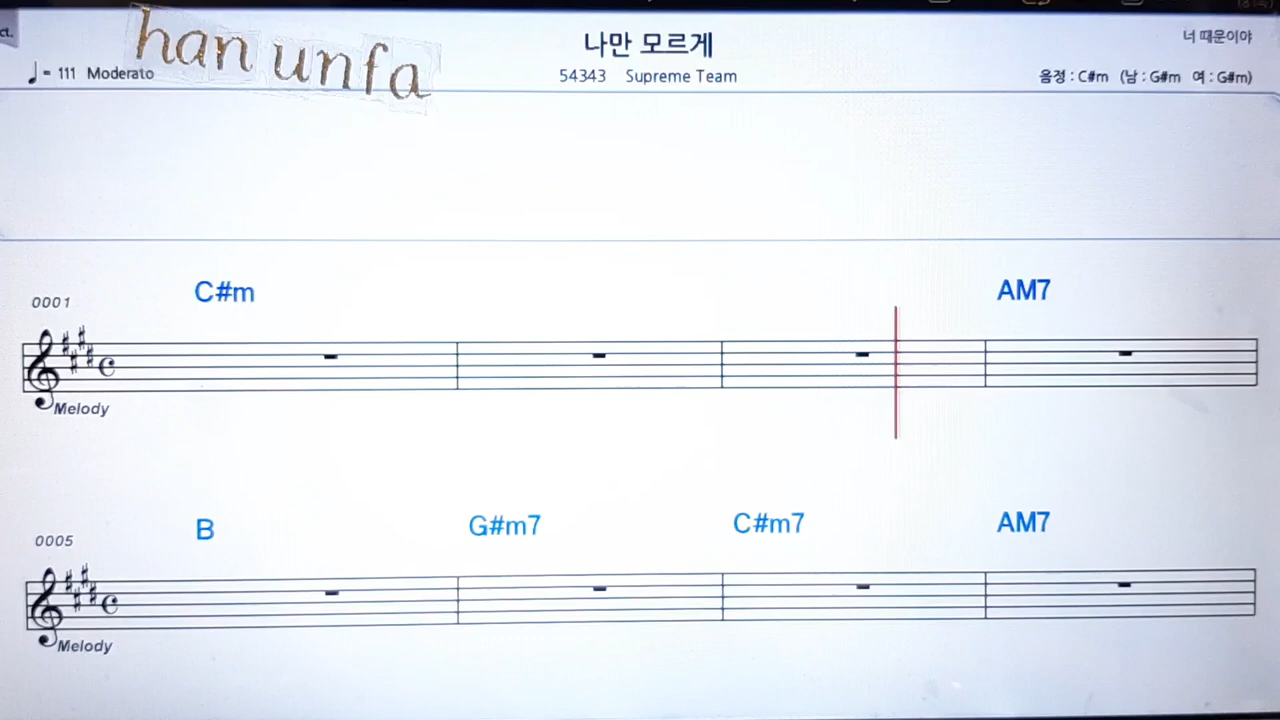 ct.
han unfa
나만 모르게
너 때문이야
♩= 111 Moderato
54343 Supreme Team
음정 : C#m (남 : G#m 여 : G#m)
C#m AM7
0001
Melody
B G#m7 C#m7 AM7
0005
Melody